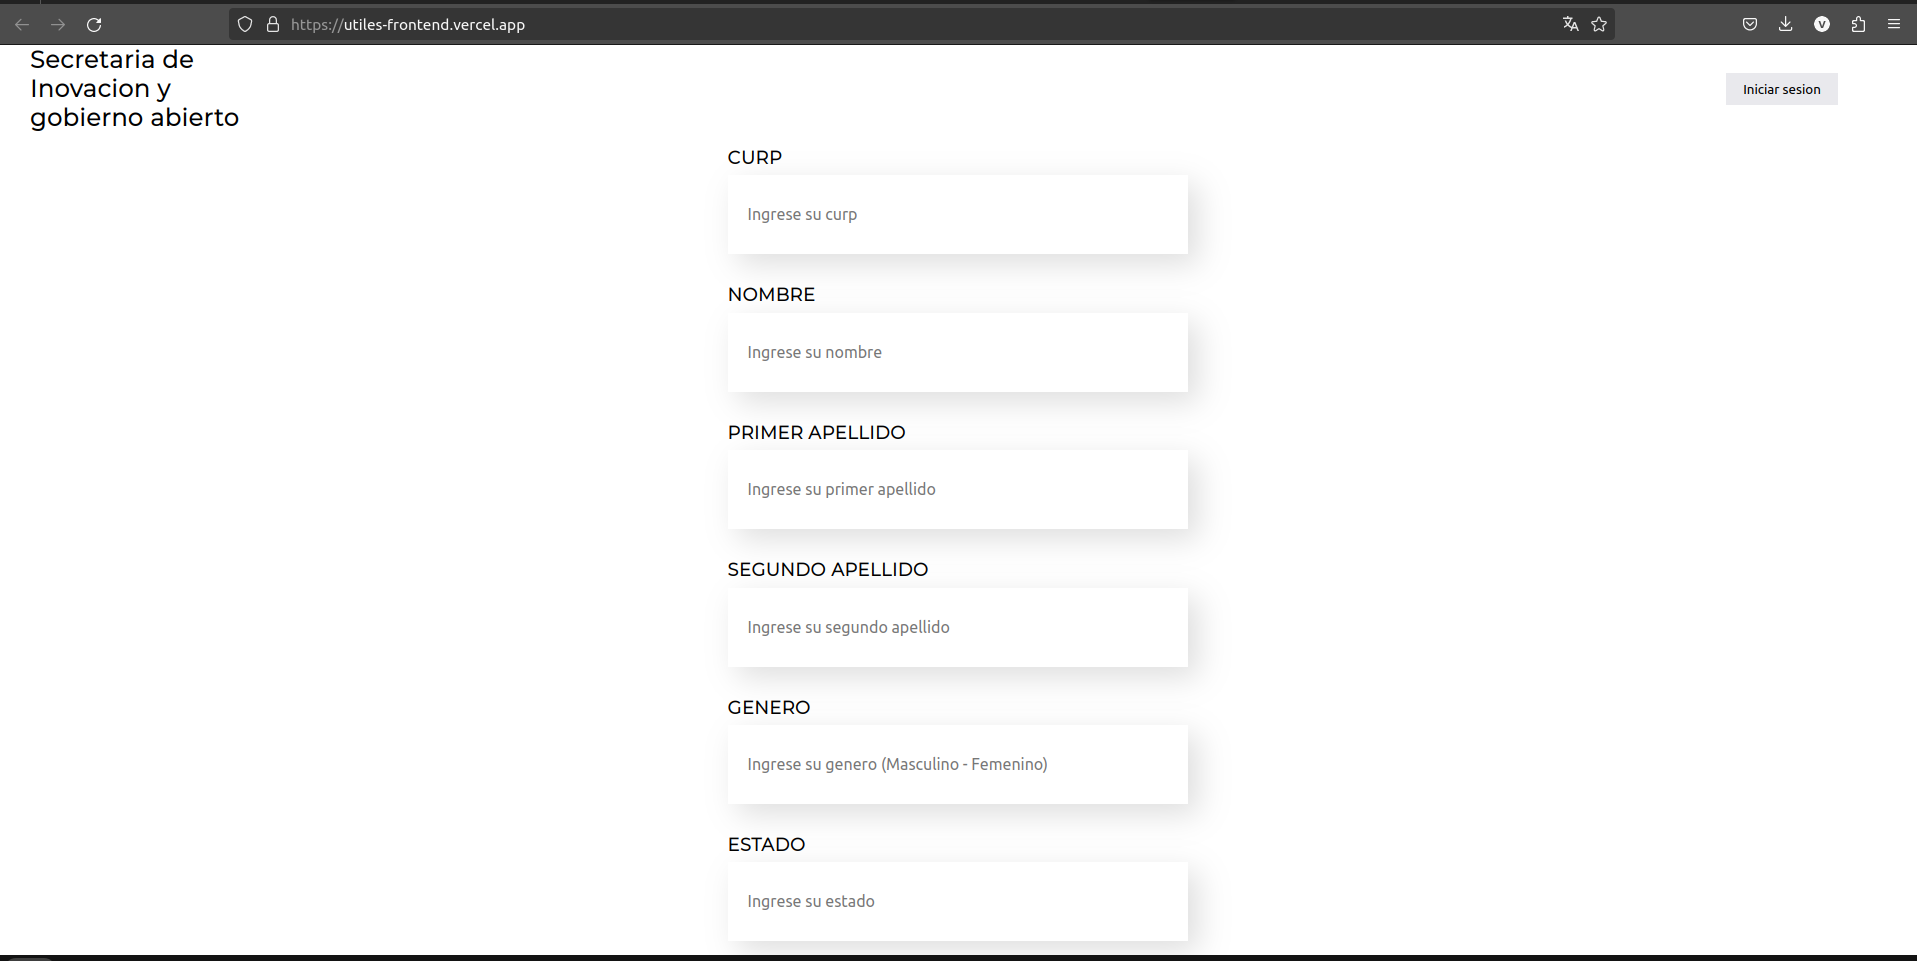 https://utiles-frontend.vercel.app
V
Secretaria de
Inovacion y
gobierno abierto
Iniciar sesion
CURP
Ingrese su curp
NOMBRE
Ingrese su nombre
PRIMER APELLIDO
Ingrese su primer apellido
SEGUNDO APELLIDO
Ingrese su segundo apellido
GENERO
Ingrese su genero (Masculino - Femenino)
ESTADO
Ingrese su estado